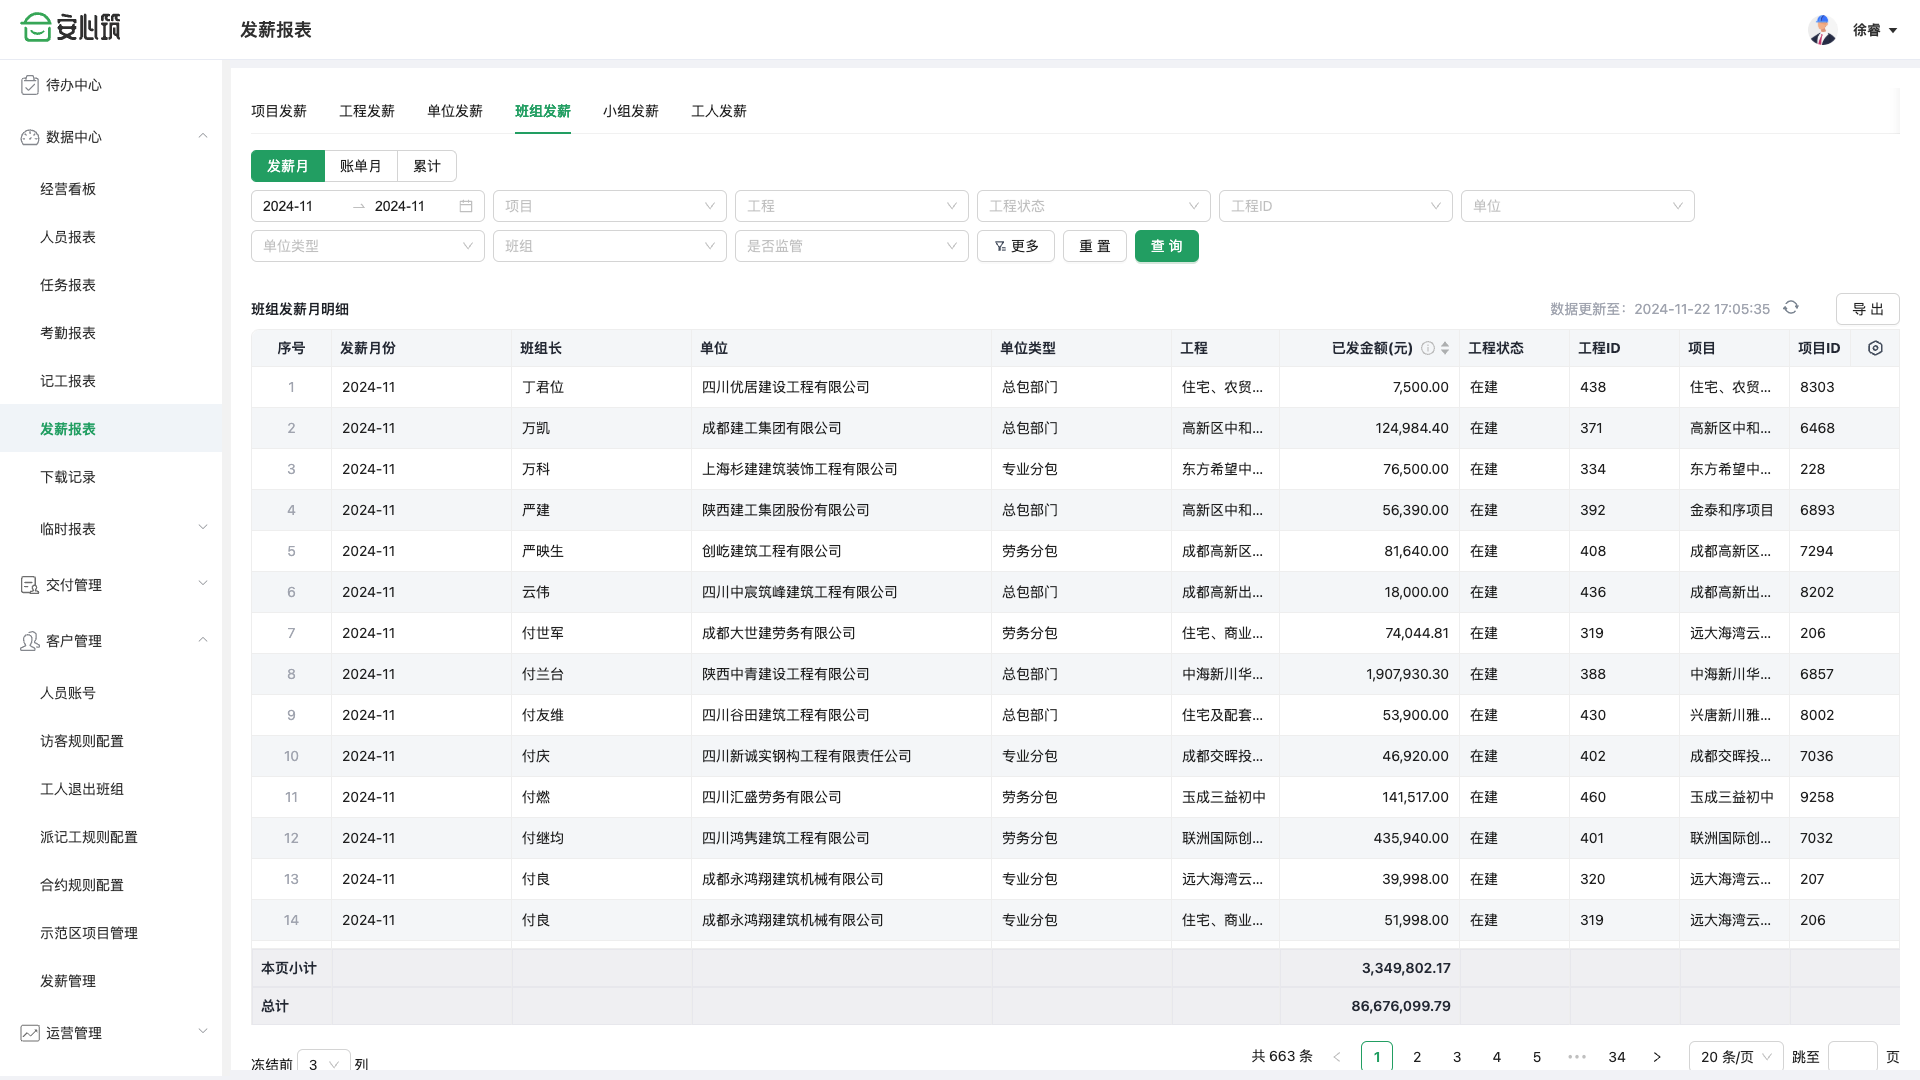 安心筑
发薪报表
徐睿
待办中心
数据中心
经营看板
人员报表
任务报表
考勤报表
记工报表
发薪报表
下载记录
临时报表
交付管理
客户管理
人员账号
访客规则配置
工人退出班组
派记工规则配置
合约规则配置
示范区项目管理
发薪管理
运营管理
项目发薪 工程发薪 单位发薪 班组发薪 小组发薪 工人发薪
发薪月 账单月 累计
2024-11 → 2024-11 项目 工程 工程状态 工程ID 单位
单位类型 班组 是否监管 更多 重 置 查 询
班组发薪月明细 数据更新至：2024-11-22 17:05:35 导 出
序号 发薪月份 班组长 单位 单位类型 工程 已发金额(元) 工程状态 工程ID 项目 项目ID
1 2024-11 丁君位 四川优居建设工程有限公司 总包部门 住宅、农贸... 7,500.00 在建 438 住宅、农贸... 8303
2 2024-11 万凯 成都建工集团有限公司 总包部门 高新区中和... 124,984.40 在建 371 高新区中和... 6468
3 2024-11 万科 上海杉建建筑装饰工程有限公司 专业分包 东方希望中... 76,500.00 在建 334 东方希望中... 228
4 2024-11 严建 陕西建工集团股份有限公司 总包部门 高新区中和... 56,390.00 在建 392 金泰和序项目 6893
5 2024-11 严映生 创屹建筑工程有限公司 劳务分包 成都高新区... 81,640.00 在建 408 成都高新区... 7294
6 2024-11 云伟 四川中宸筑峰建筑工程有限公司 总包部门 成都高新出... 18,000.00 在建 436 成都高新出... 8202
7 2024-11 付世军 成都大世建劳务有限公司 劳务分包 住宅、商业... 74,044.81 在建 319 远大海湾云... 206
8 2024-11 付兰台 陕西中青建设工程有限公司 总包部门 中海新川华... 1,907,930.30 在建 388 中海新川华... 6857
9 2024-11 付友维 四川谷田建筑工程有限公司 总包部门 住宅及配套... 53,900.00 在建 430 兴唐新川雅... 8002
10 2024-11 付庆 四川新诚实钢构工程有限责任公司 专业分包 成都交晖投... 46,920.00 在建 402 成都交晖投... 7036
11 2024-11 付燃 四川汇盛劳务有限公司 劳务分包 玉成三益初中 141,517.00 在建 460 玉成三益初中 9258
12 2024-11 付继均 四川鸿隽建筑工程有限公司 劳务分包 联洲国际创... 435,940.00 在建 401 联洲国际创... 7032
13 2024-11 付良 成都永鸿翔建筑机械有限公司 专业分包 远大海湾云... 39,998.00 在建 320 远大海湾云... 207
14 2024-11 付良 成都永鸿翔建筑机械有限公司 专业分包 住宅、商业... 51,998.00 在建 319 远大海湾云... 206
本页小计 3,349,802.17
总计 86,676,099.79
冻结前 3 列 共 663 条 < 1 2 3 4 5 ••• 34 > 20 条/页 跳至 页